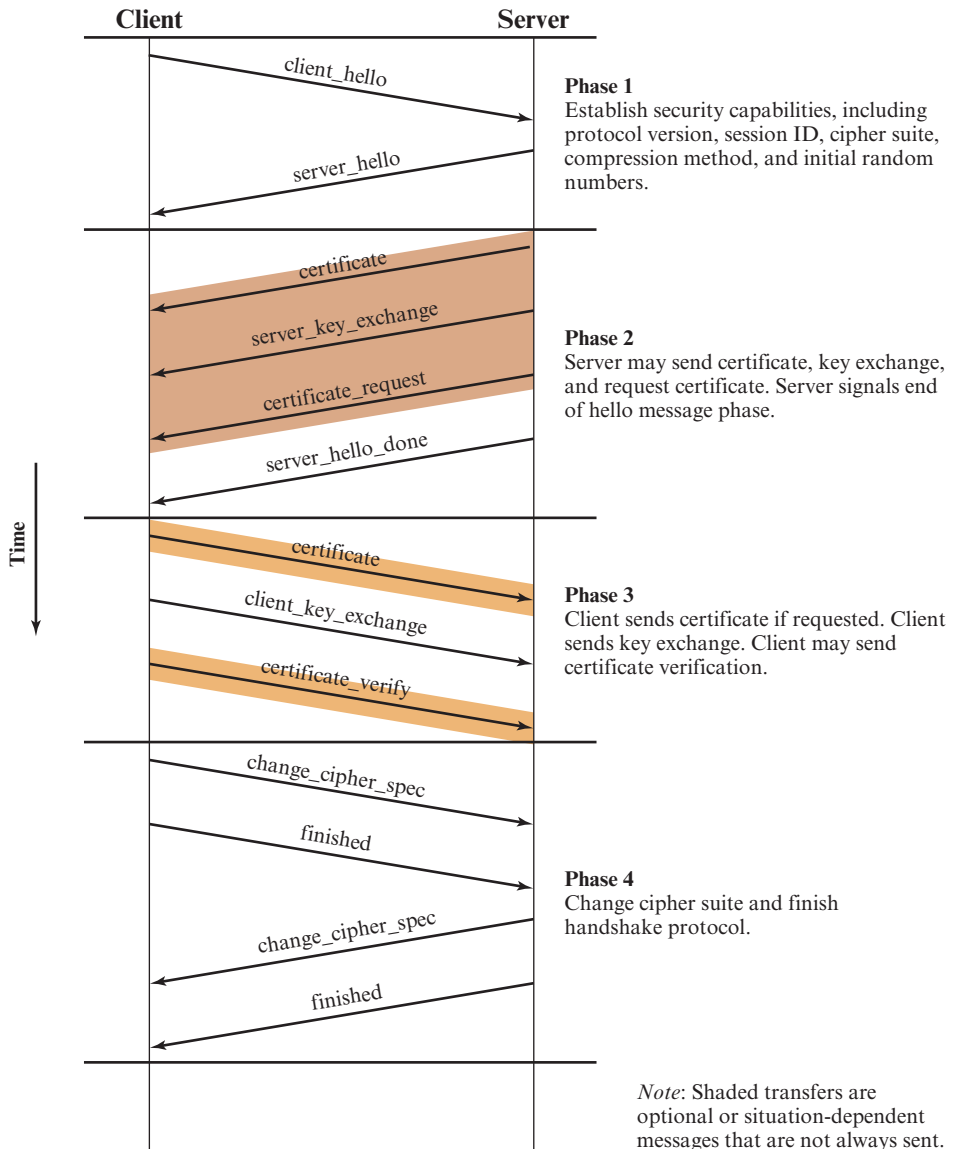 Client
Server
client_hello
Phase 1
Establish security capabilities, including
protocol version, session ID, cipher suite,
compression method, and initial random
numbers.
server_hello
certificate
server_key_exchange
Phase 2
Server may send certificate, key exchange,
and request certificate. Server signals end
of hello message phase.
certificate_request
server_hello_done
Time
certificate
client_key_exchange
Phase 3
Client sends certificate if requested. Client
sends key exchange. Client may send
certificate verification.
certificate_verify
change_cipher_spec
finished
Phase 4
Change cipher suite and finish
handshake protocol.
change_cipher_spec
finished
Note: Shaded transfers are
optional or situation-dependent
messages that are not always sent.